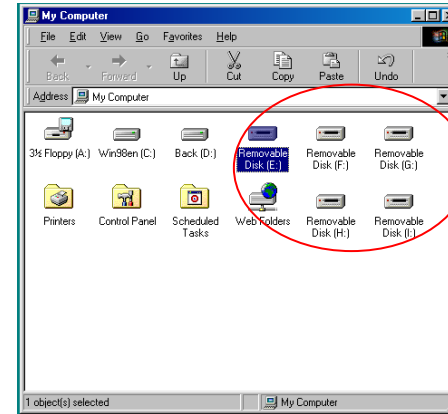 My Computer
File Edit View Go Favorites Help
Back Forward Up Cut Copy Paste Undo
Address My Computer
3½ Floppy (A:) Win98en (C:) Back (D:) Removable Disk (E:) Removable Disk (F:) Removable Disk (G:)
Printers Control Panel Scheduled Tasks Web Folders Removable Disk (H:) Removable Disk (I:)
1 object(s) selected My Computer